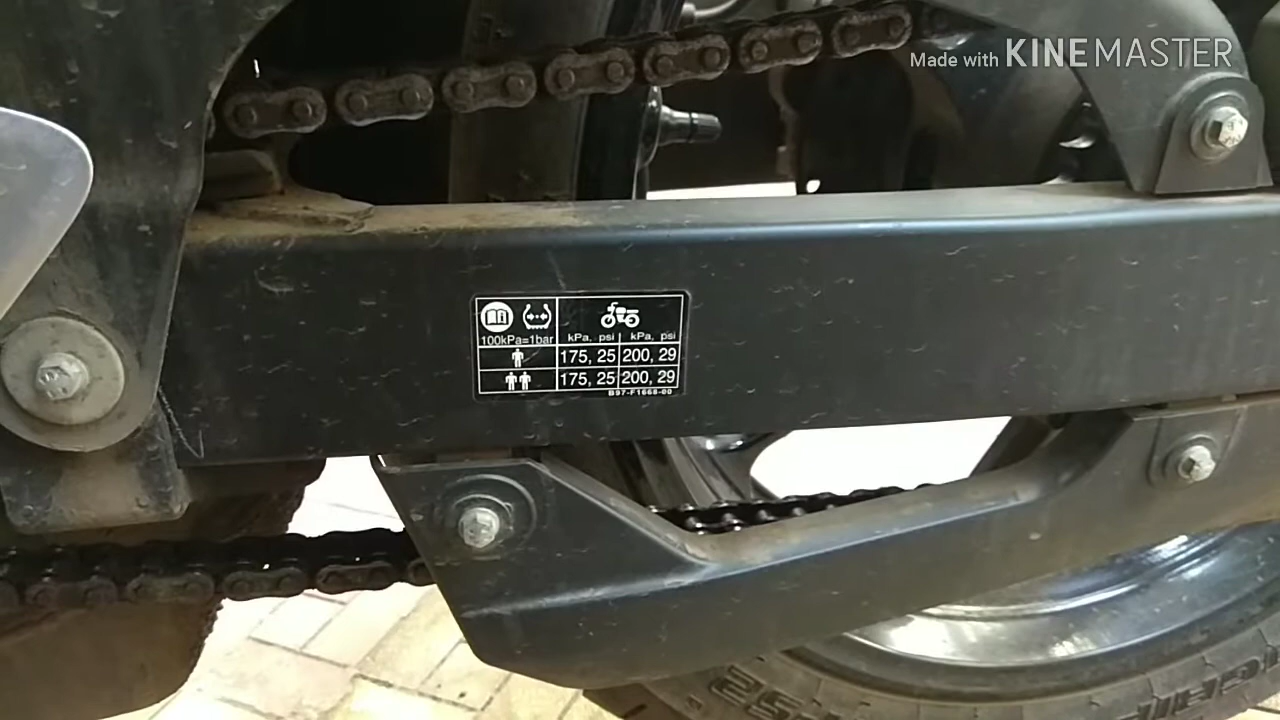 Made with KINEMASTER
100kPa=1bar
kPa, psi kPa, psi
175, 25 200, 29
175, 25 200, 29
B97-F1668-00